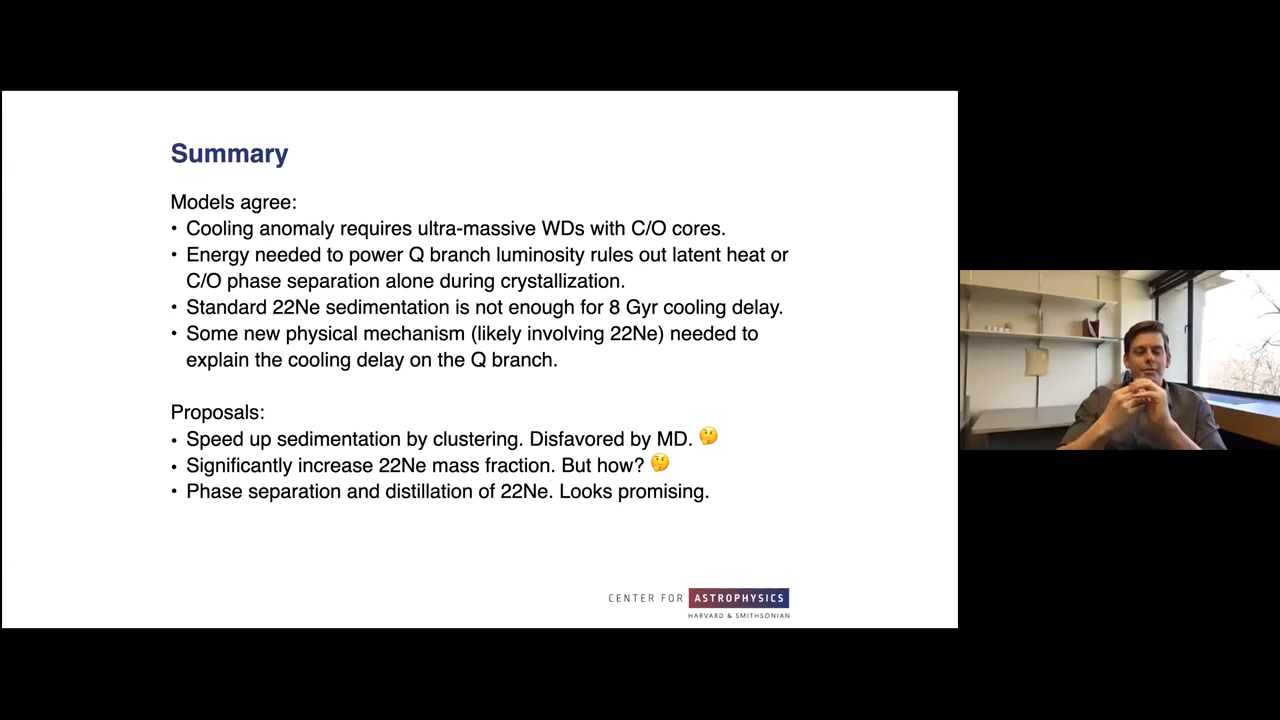 Summary
Models agree:
• Cooling anomaly requires ultra-massive WDs with C/O cores.
• Energy needed to power Q branch luminosity rules out latent heat or
C/O phase separation alone during crystallization.
• Standard 22Ne sedimentation is not enough for 8 Gyr cooling delay.
• Some new physical mechanism (likely involving 22Ne) needed to
explain the cooling delay on the Q branch.
Proposals:
• Speed up sedimentation by clustering. Disfavored by MD. 🤔
• Significantly increase 22Ne mass fraction. But how? 🤔
• Phase separation and distillation of 22Ne. Looks promising.
CENTER FOR ASTROPHYSICS
HARVARD & SMITHSONIAN